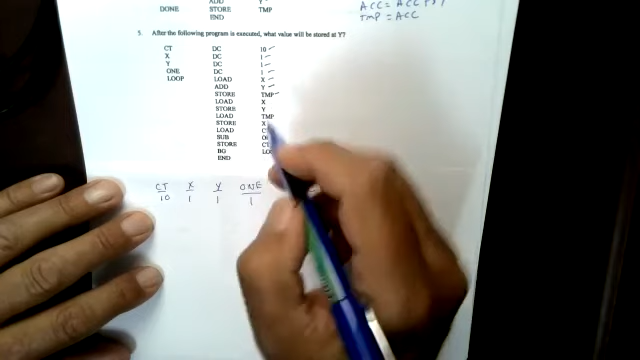 ADD Y
DONE STORE TMP
END
ACC = ACC + Y
TMP = ACC
5. After the following program is executed, what value will be stored at Y?
CT DC 10
X DC 1
Y DC 1
ONE DC 1
LOOP LOAD X
ADD Y
STORE TMP
LOAD X
STORE Y
LOAD TMP
STORE X
LOAD
SUB
STORE
BG
END
CT X Y ONE
10 1 1 1